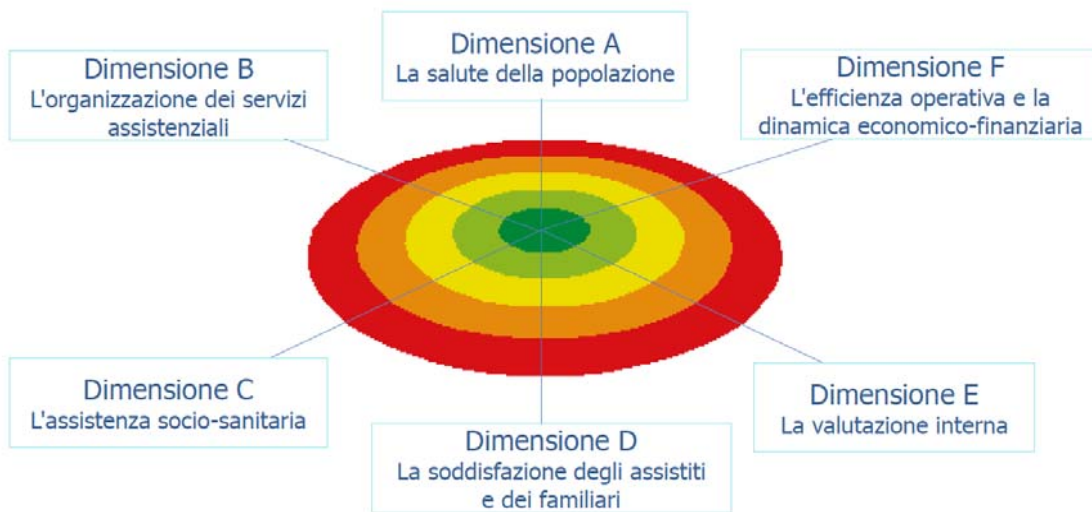 Dimensione A
La salute della popolazione
Dimensione B
L'organizzazione dei servizi
assistenziali
Dimensione F
L'efficienza operativa e la
dinamica economico-finanziaria
Dimensione C
L'assistenza socio-sanitaria
Dimensione D
La soddisfazione degli assistiti
e dei familiari
Dimensione E
La valutazione interna